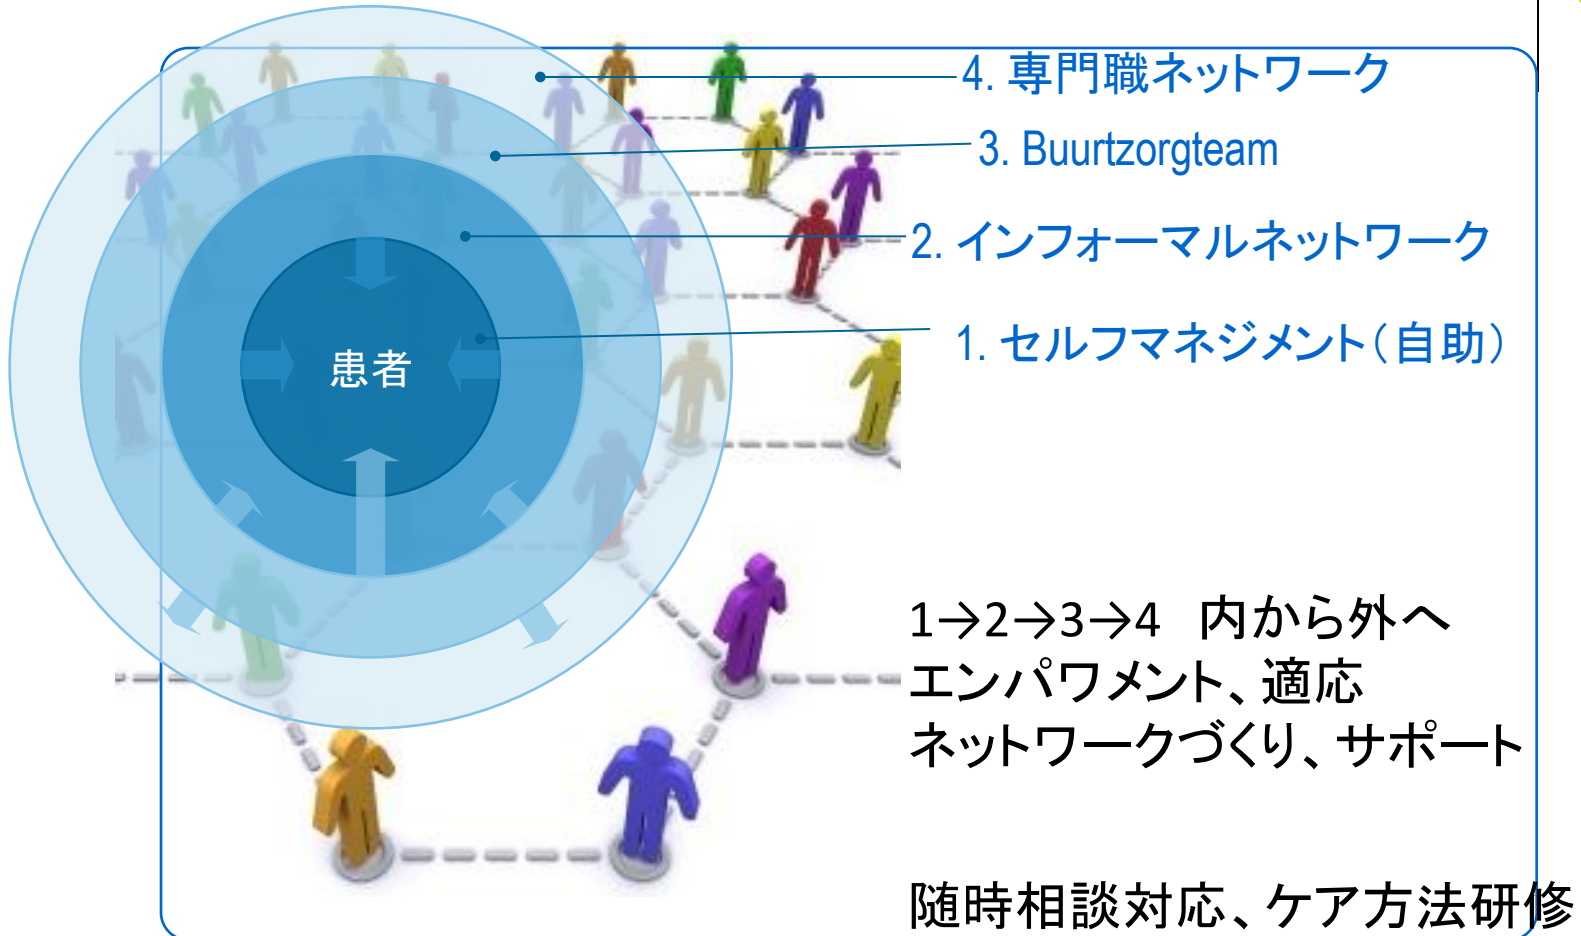 4. 専門職ネットワーク
3. Buurtzorgteam
2. インフォーマルネットワーク
1. セルフマネジメント（自助）
患者
1→2→3→4　内から外へ
エンパワメント、適応
ネットワークづくり、サポート
随時相談対応、ケア方法研修